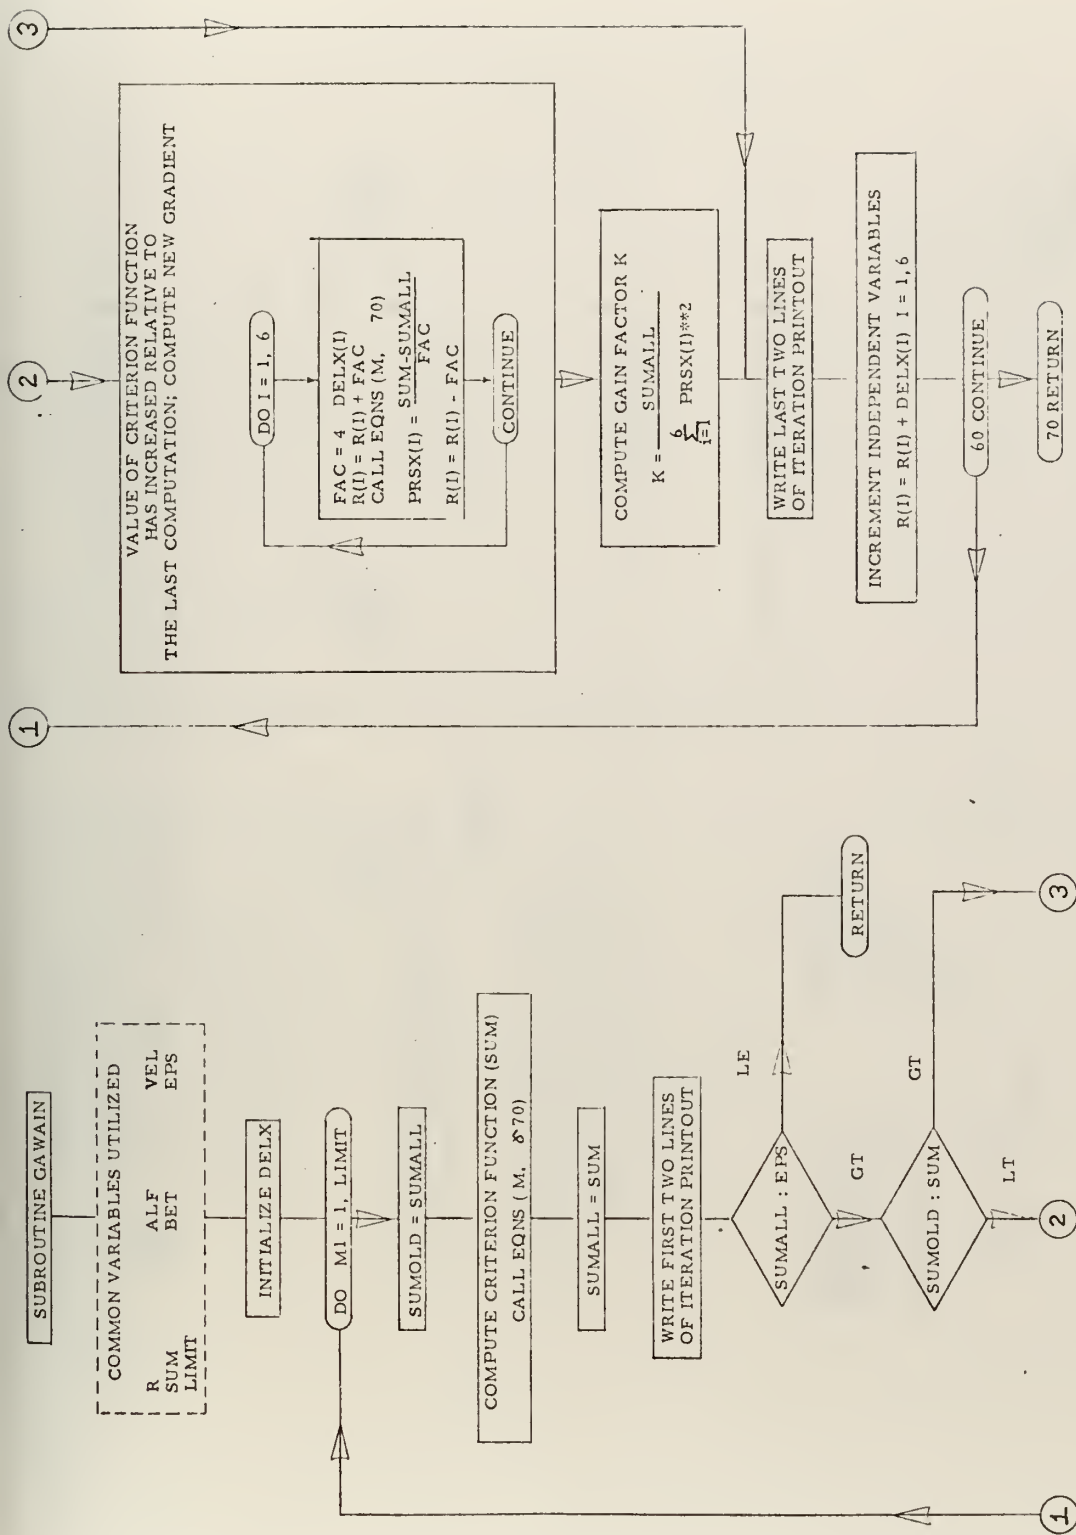 SUBROUTINE GAWAIN
COMMON VARIABLES UTILIZED
R ALF VEL
SUM BET EPS
LIMIT
INITIALIZE DELX
DO M1 = 1, LIMIT
SUMOLD = SUMALL
COMPUTE CRITERION FUNCTION (SUM)
CALL EQNS (M, &70)
SUMALL = SUM
WRITE FIRST TWO LINES
OF ITERATION PRINTOUT
SUMALL : EPS
LE
RETURN
GT
SUMOLD : SUM
GT
LT
1
2
3
1
2
3
VALUE OF CRITERION FUNCTION
HAS INCREASED RELATIVE TO
THE LAST COMPUTATION; COMPUTE NEW GRADIENT
DO I = 1, 6
FAC = 4 DELX(I)
R(I) = R(I) + FAC
CALL EQNS (M, 70)
PRSX(I) = SUM-SUMALL
FAC
R(I) = R(I) - FAC
CONTINUE
COMPUTE GAIN FACTOR K
K = SUMALL
6
∑ PRSX(I)**2
i=1
WRITE LAST TWO LINES
OF ITERATION PRINTOUT
INCREMENT INDEPENDENT VARIABLES
R(I) = R(I) + DELX(I) I = 1,6
60 CONTINUE
70 RETURN